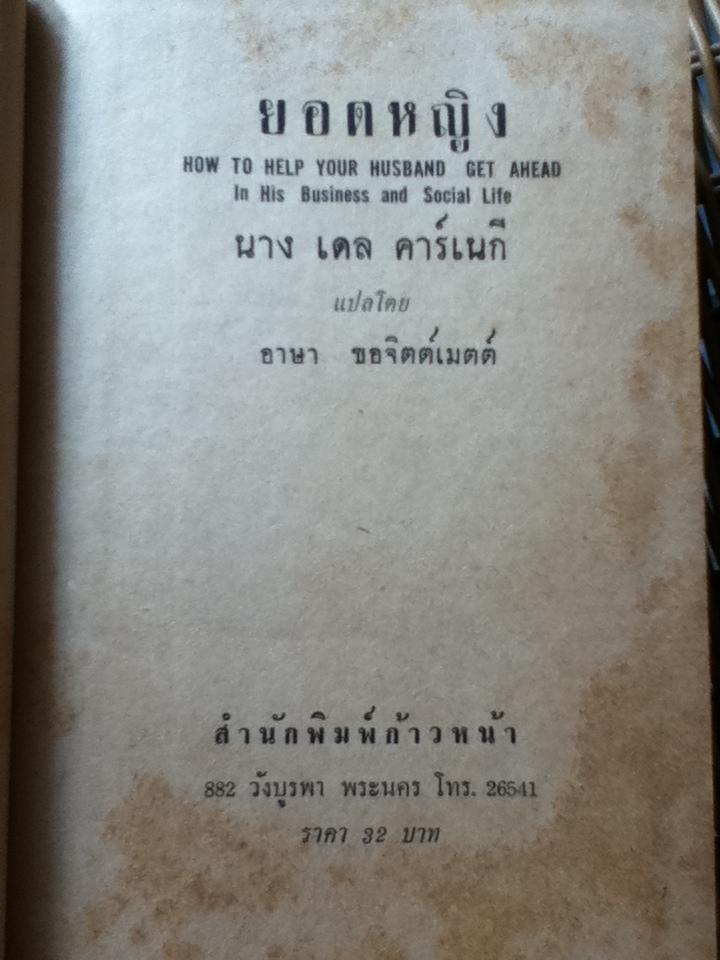 ยอดหญิง
HOW TO HELP YOUR HUSBAND GET AHEAD
In His Business and Social Life
นาง เดล คาร์เนกี
แปลโดย
อาษา ขอจิตต์เมตต์
สำนักพิมพ์ก้าวหน้า
882 วังบูรพา พระนคร โทร. 26541
ราคา 32 บาท